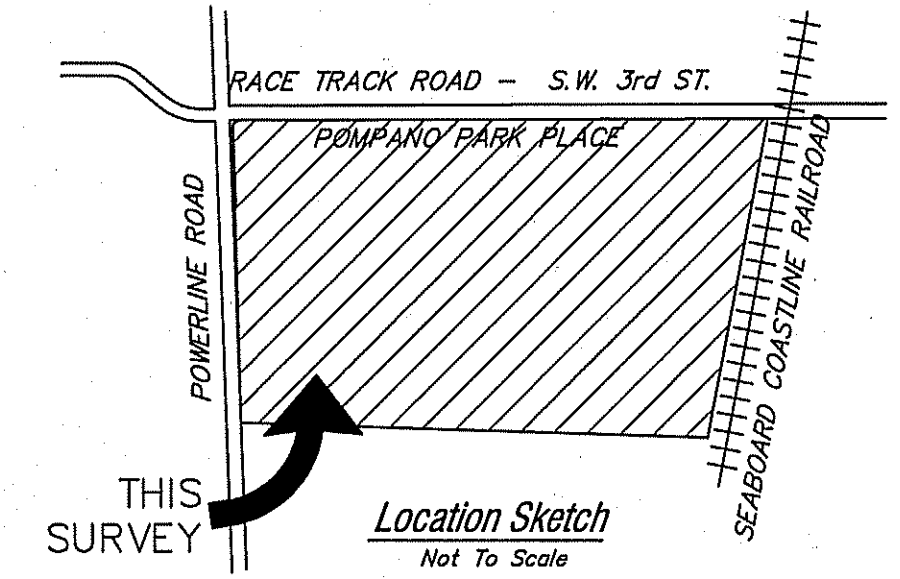 RACE TRACK ROAD - S.W. 3rd ST.
POMPANO PARK PLACE
POWERLINE ROAD
SEABOARD COASTLINE RAILROAD
THIS
SURVEY
Location Sketch
Not To Scale